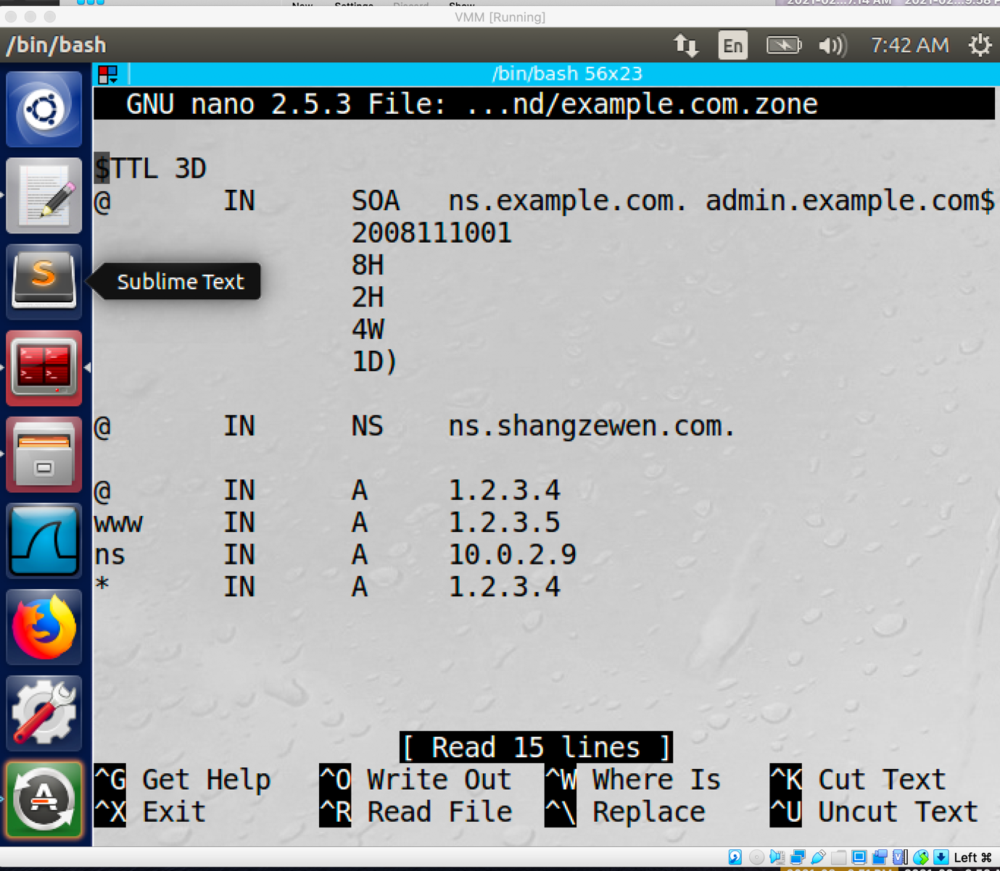 VMM [Running]
/bin/bash En 7:42 AM
/bin/bash 56x23
GNU nano 2.5.3 File: ...nd/example.com.zone
$TTL 3D
@ IN SOA ns.example.com. admin.example.com$
2008111001
8H
Sublime Text
2H
4W
1D)
@ IN NS ns.shangzewen.com.
@ IN A 1.2.3.4
www IN A 1.2.3.5
ns IN A 10.0.2.9
* IN A 1.2.3.4
[ Read 15 lines ]
^G Get Help ^O Write Out ^W Where Is ^K Cut Text
^X Exit ^R Read File ^\ Replace ^U Uncut Text
Left ⌘